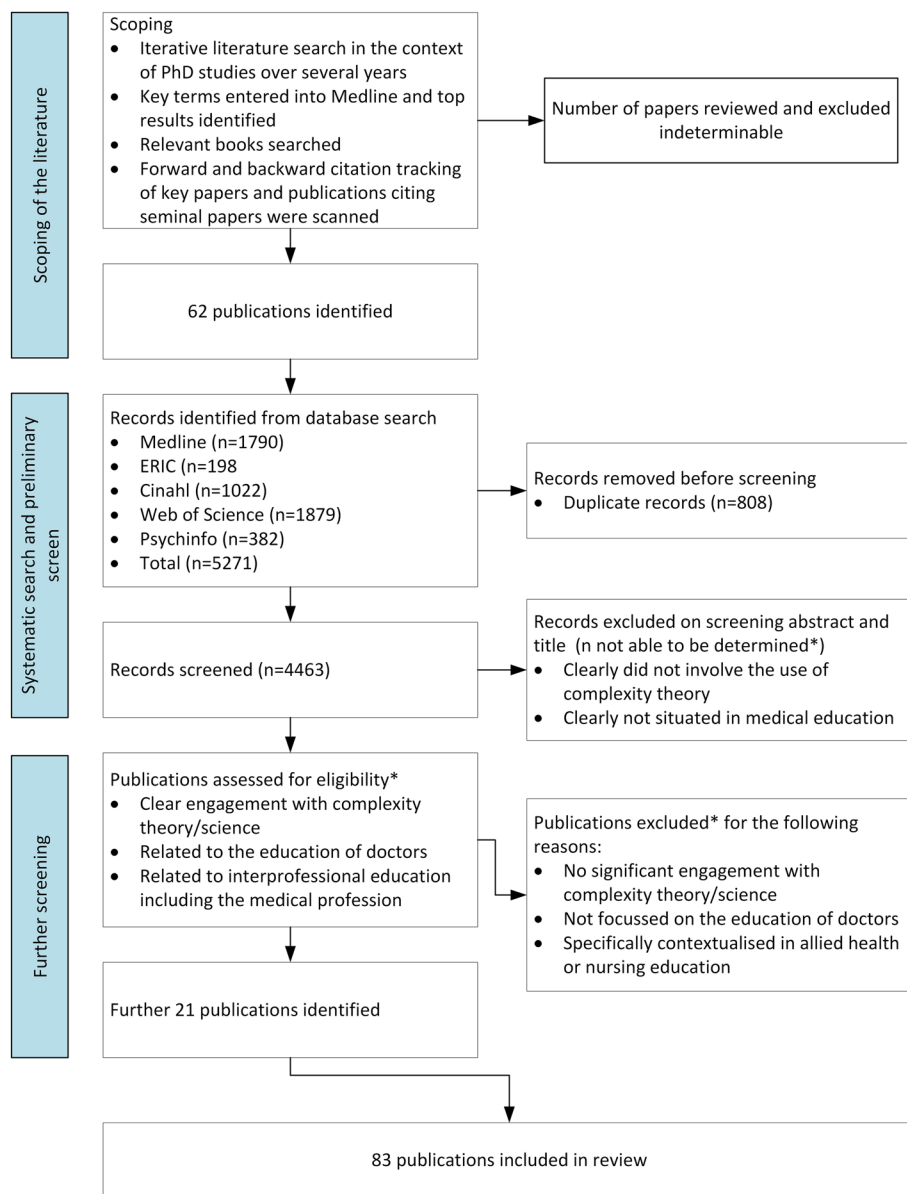 Scoping of the literature
Scoping
• Iterative literature search in the context
of PhD studies over several years
• Key terms entered into Medline and top
results identified
• Relevant books searched
• Forward and backward citation tracking
of key papers and publications citing
seminal papers were scanned
Number of papers reviewed and excluded
indeterminable
62 publications identified
Systematic search and preliminary
screen
Records identified from database search
• Medline (n=1790)
• ERIC (n=198
• Cinahl (n=1022)
• Web of Science (n=1879)
• Psychinfo (n=382)
• Total (n=5271)
Records removed before screening
• Duplicate records (n=808)
Records screened (n=4463)
Records excluded on screening abstract and
title (n not able to be determined*)
• Clearly did not involve the use of
complexity theory
• Clearly not situated in medical education
Further screening
Publications assessed for eligibility*
• Clear engagement with complexity
theory/science
• Related to the education of doctors
• Related to interprofessional education
including the medical profession
Publications excluded* for the following
reasons:
• No significant engagement with
complexity theory/science
• Not focussed on the education of doctors
• Specifically contextualised in allied health
or nursing education
Further 21 publications identified
83 publications included in review